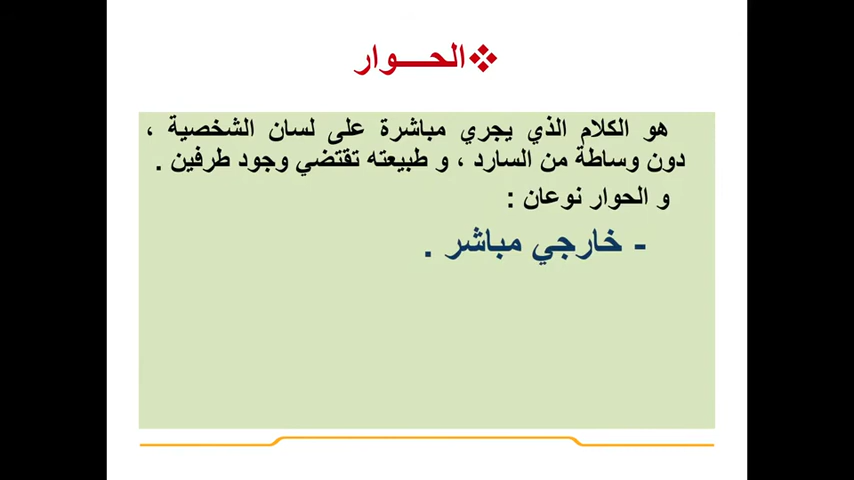 ❖الحـــوار
هو الكلام الذي يجري مباشرة على لسان الشخصية ،
دون وساطة من السارد ، و طبيعته تقتضي وجود طرفين .
و الحوار نوعان :
- خارجي مباشر .